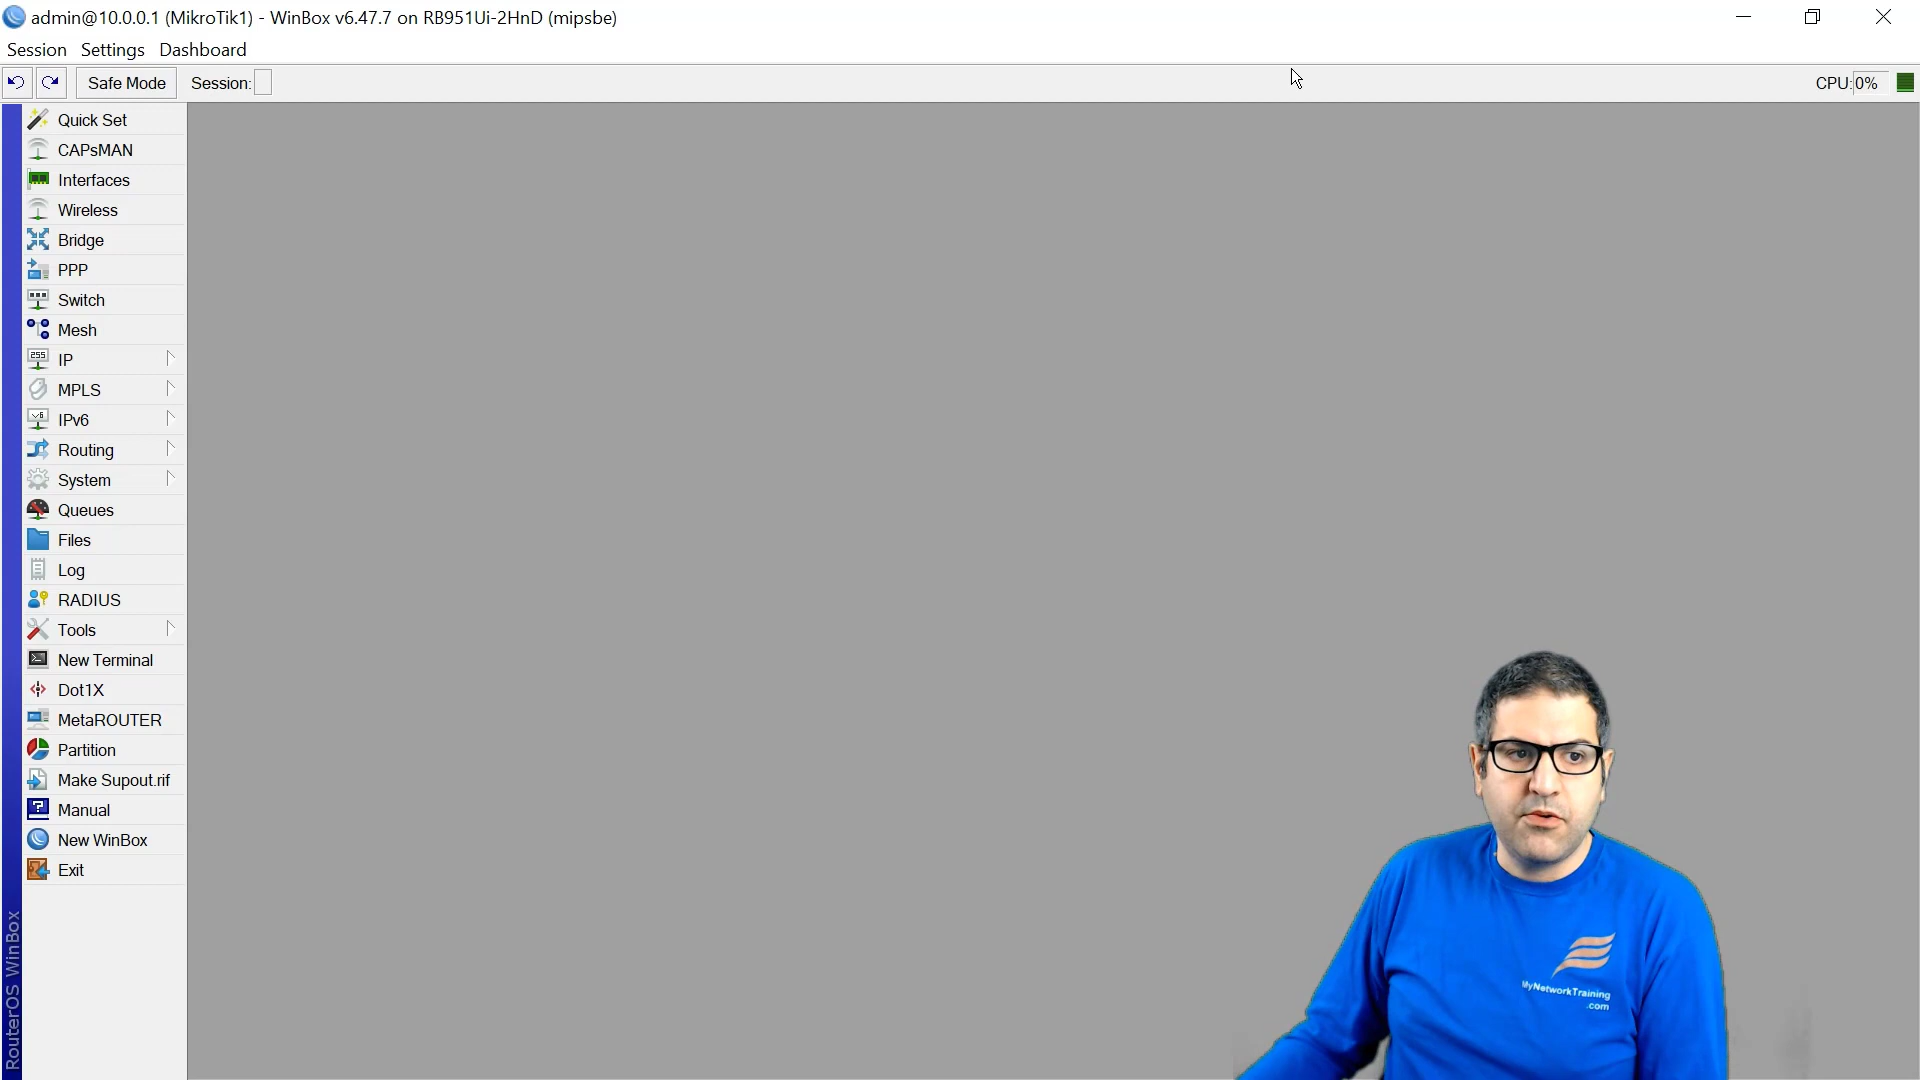 admin@10.0.0.1 (MikroTik1) - WinBox v6.47.7 on RB951Ui-2HnD (mipsbe)
Session Settings Dashboard
Safe Mode Session: CPU: 0%
Quick Set
CAPsMAN
Interfaces
Wireless
Bridge
PPP
Switch
Mesh
255 IP
MPLS
v6 IPv6
Routing
System
Queues
Files
Log
RADIUS
Tools
New Terminal
Dot1X
MetaROUTER
Partition
Make Supout.rif
Manual
New WinBox
Exit
RouterOS WinBox
MyNetworkTraining
.com